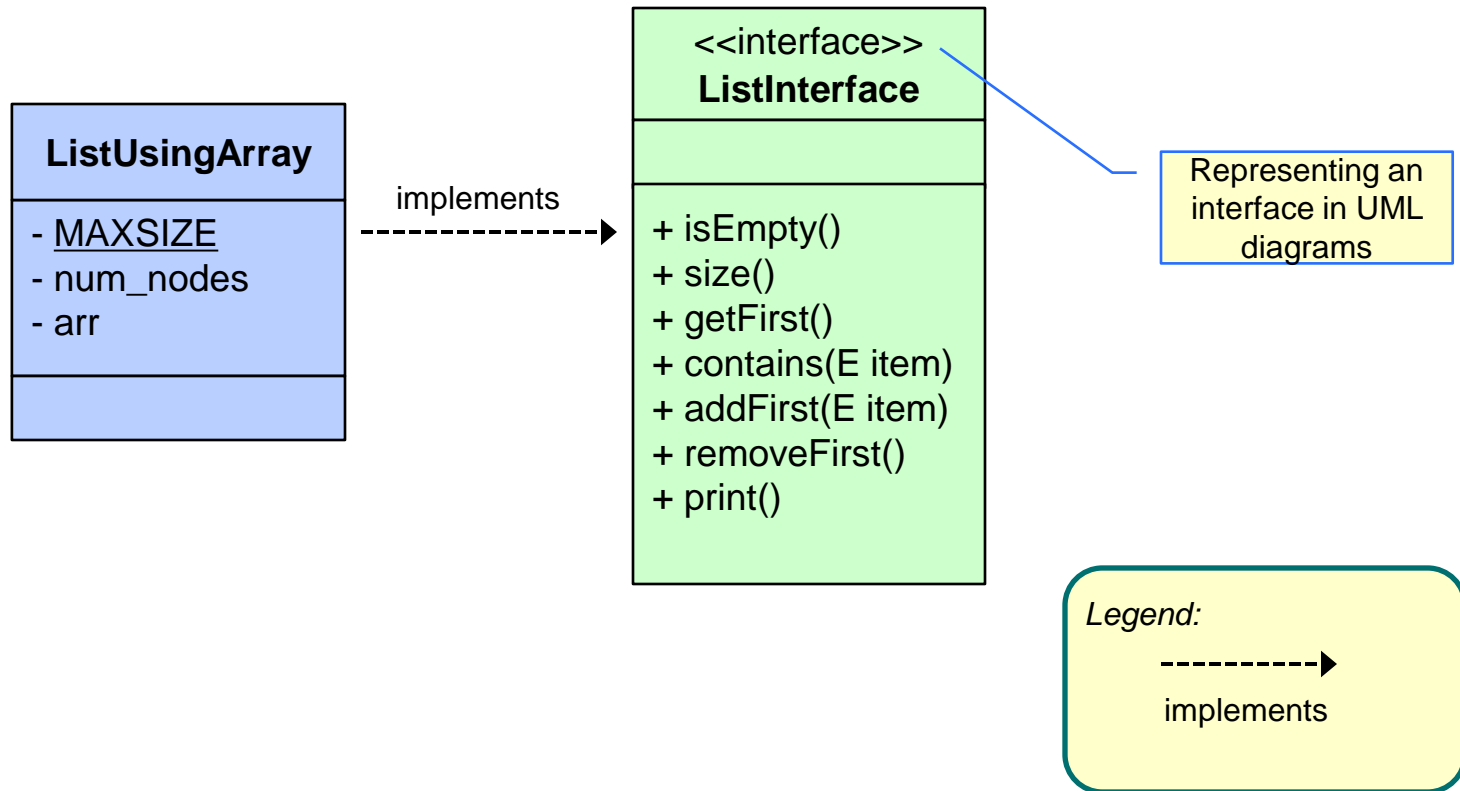 ListUsingArray
- MAXSIZE
- num_nodes
- arr
implements
<<interface>>
ListInterface
+ isEmpty()
+ size()
+ getFirst()
+ contains(E item)
+ addFirst(E item)
+ removeFirst()
+ print()
Representing an
interface in UML
diagrams
Legend:
implements